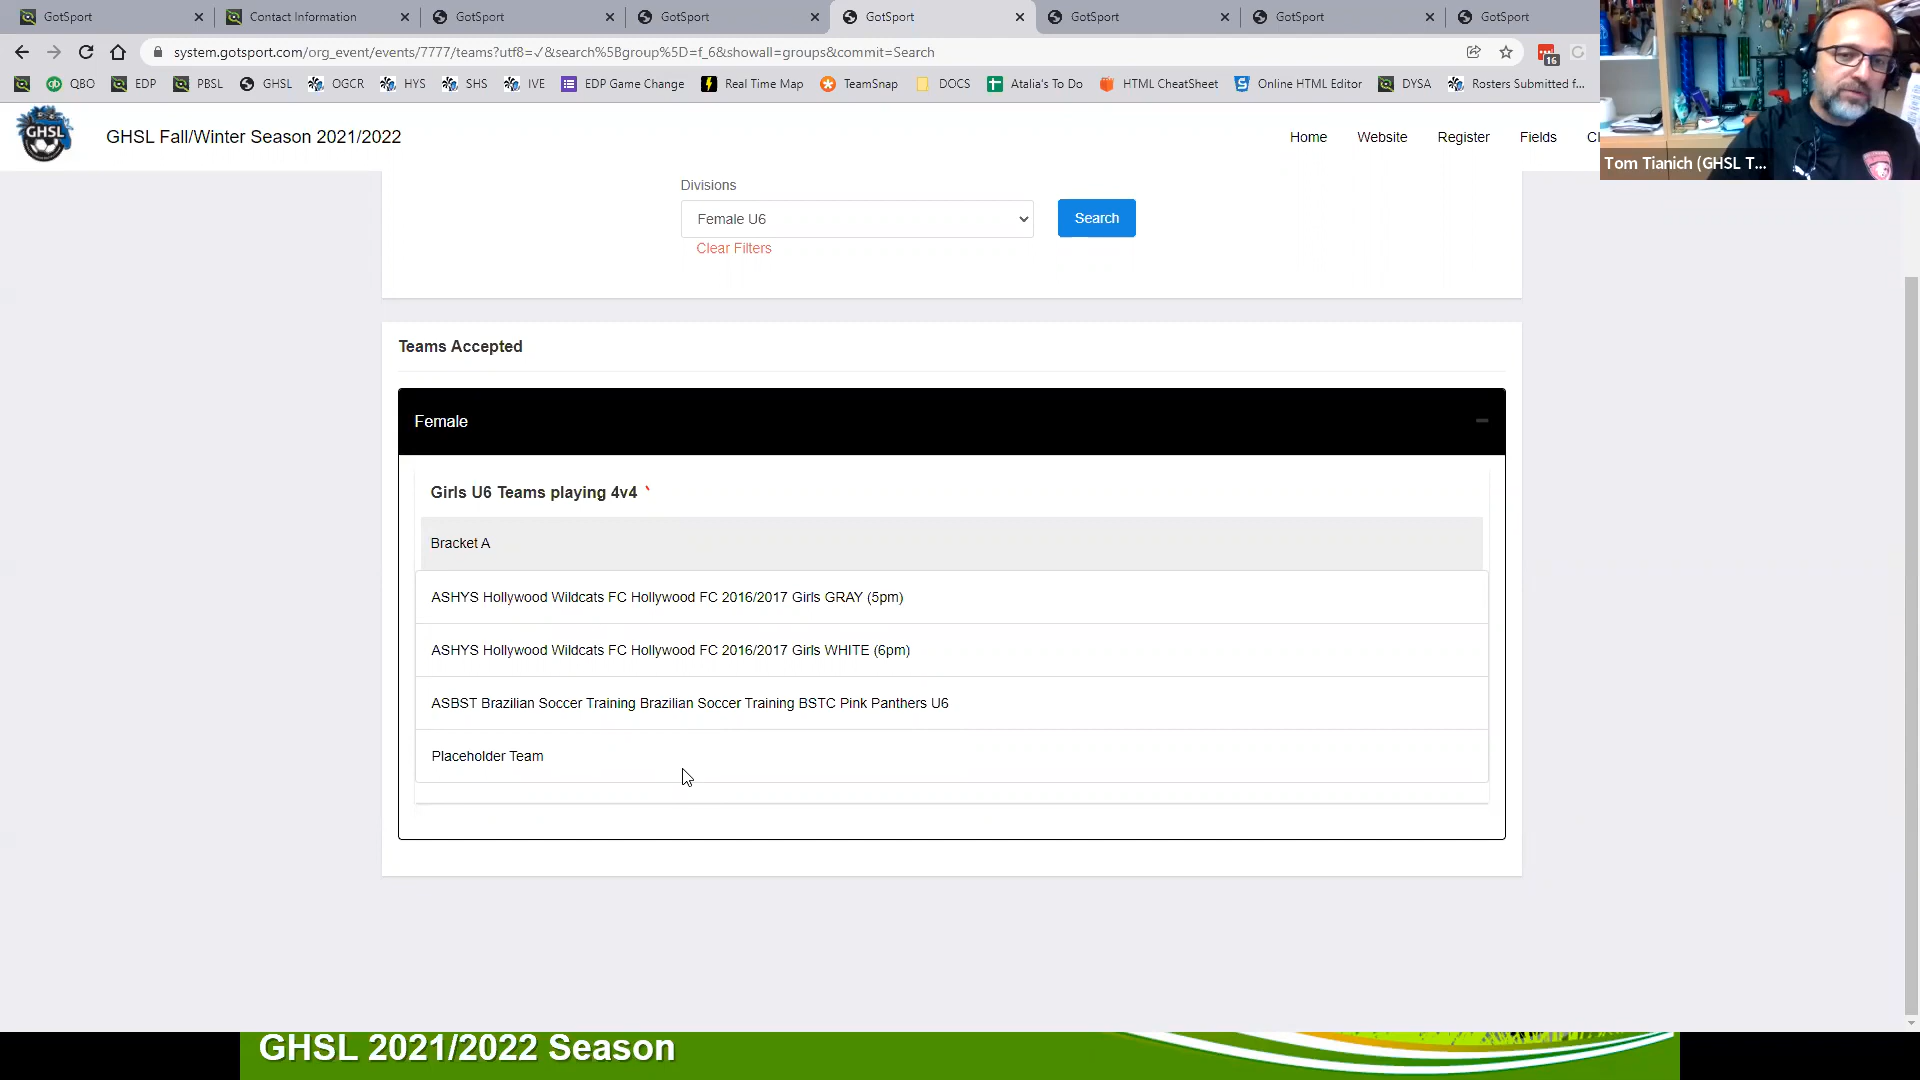 GotSport
Contact Information
GotSport
GotSport
GotSport
GotSport
GotSport
GotSport
system.gotsport.com/org_event/events/7777/teams?utf8=✓&search%5Bgroup%5D=f_6&showall=groups&commit=Search
16
QBO EDP PBSL GHSL OGCR HYS SHS IVE EDP Game Change Real Time Map TeamSnap DOCS Atalia's To Do HTML CheatSheet Online HTML Editor DYSA Rosters Submitted f...
GHSL
GHSL Fall/Winter Season 2021/2022
Home Website Register Fields Cl
Tom Tianich (GHSL T...
Divisions
Female U6
Search
Clear Filters
Teams Accepted
Female
Girls U6 Teams playing 4v4 `
Bracket A
ASHYS Hollywood Wildcats FC Hollywood FC 2016/2017 Girls GRAY (5pm)
ASHYS Hollywood Wildcats FC Hollywood FC 2016/2017 Girls WHITE (6pm)
ASBST Brazilian Soccer Training Brazilian Soccer Training BSTC Pink Panthers U6
Placeholder Team
GHSL 2021/2022 Season